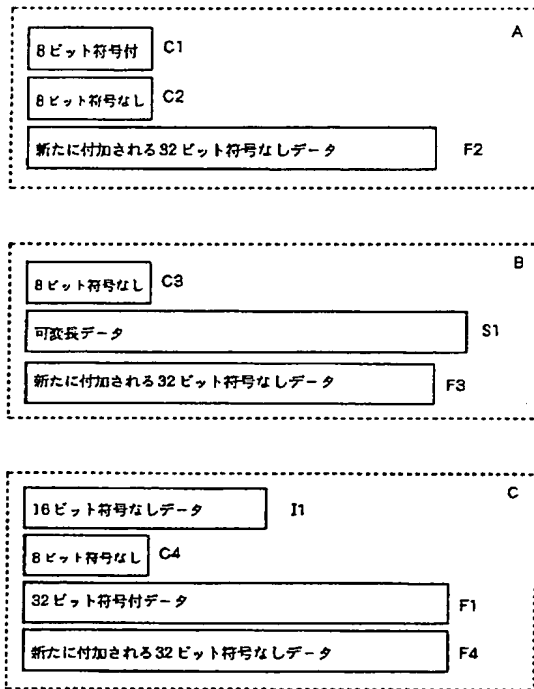 A
8ビット符号付 C1
8ビット符号なし C2
新たに付加される32ビット符号なしデータ F2
B
8ビット符号なし C3
可変長データ S1
新たに付加される32ビット符号なしデータ F3
C
16ビット符号なしデータ I1
8ビット符号なし C4
32ビット符号付データ F1
新たに付加される32ビット符号なしデータ F4